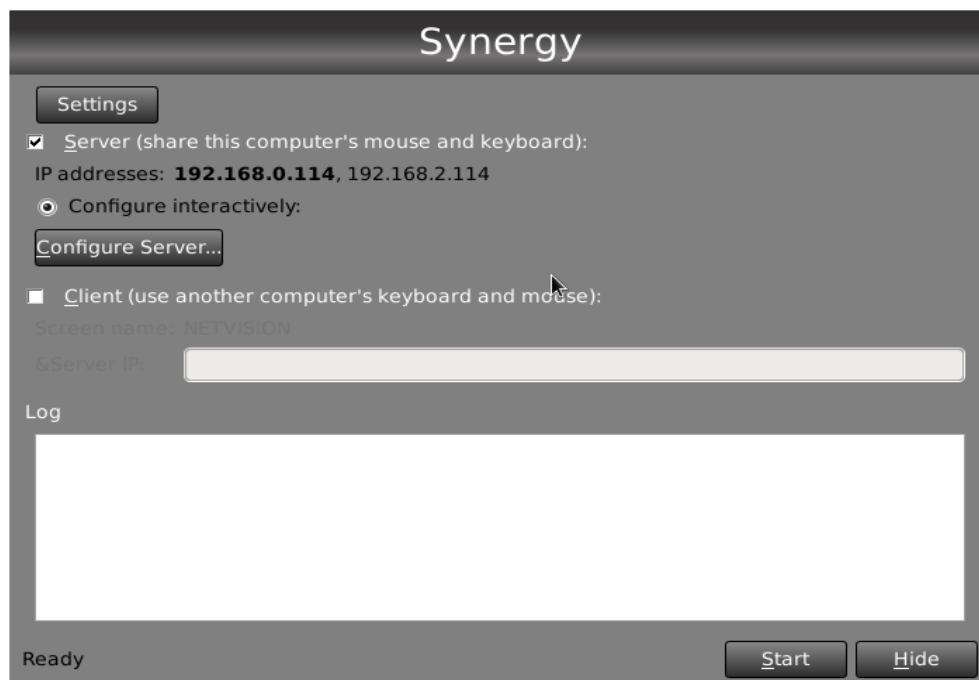 Synergy
Settings
Server (share this computer's mouse and keyboard):
IP addresses: 192.168.0.114, 192.168.2.114
Configure interactively:
Configure Server...
Client (use another computer's keyboard and mouse):
Screen name: NETVISION
&Server IP:
Log
Ready
Start
Hide